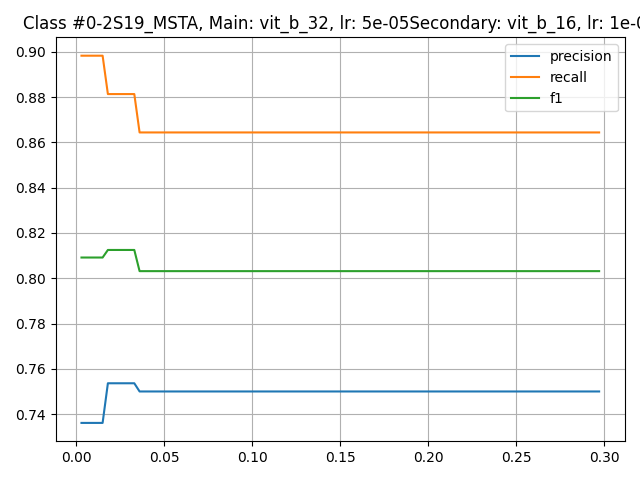 Class #0-2S19_MSTA, Main: vit_b_32, lr: 5e-05Secondary: vit_b_16, lr: 1e-0
precision
recall
f1
0.90
0.88
0.86
0.84
0.82
0.80
0.78
0.76
0.74
0.00 0.05 0.10 0.15 0.20 0.25 0.30